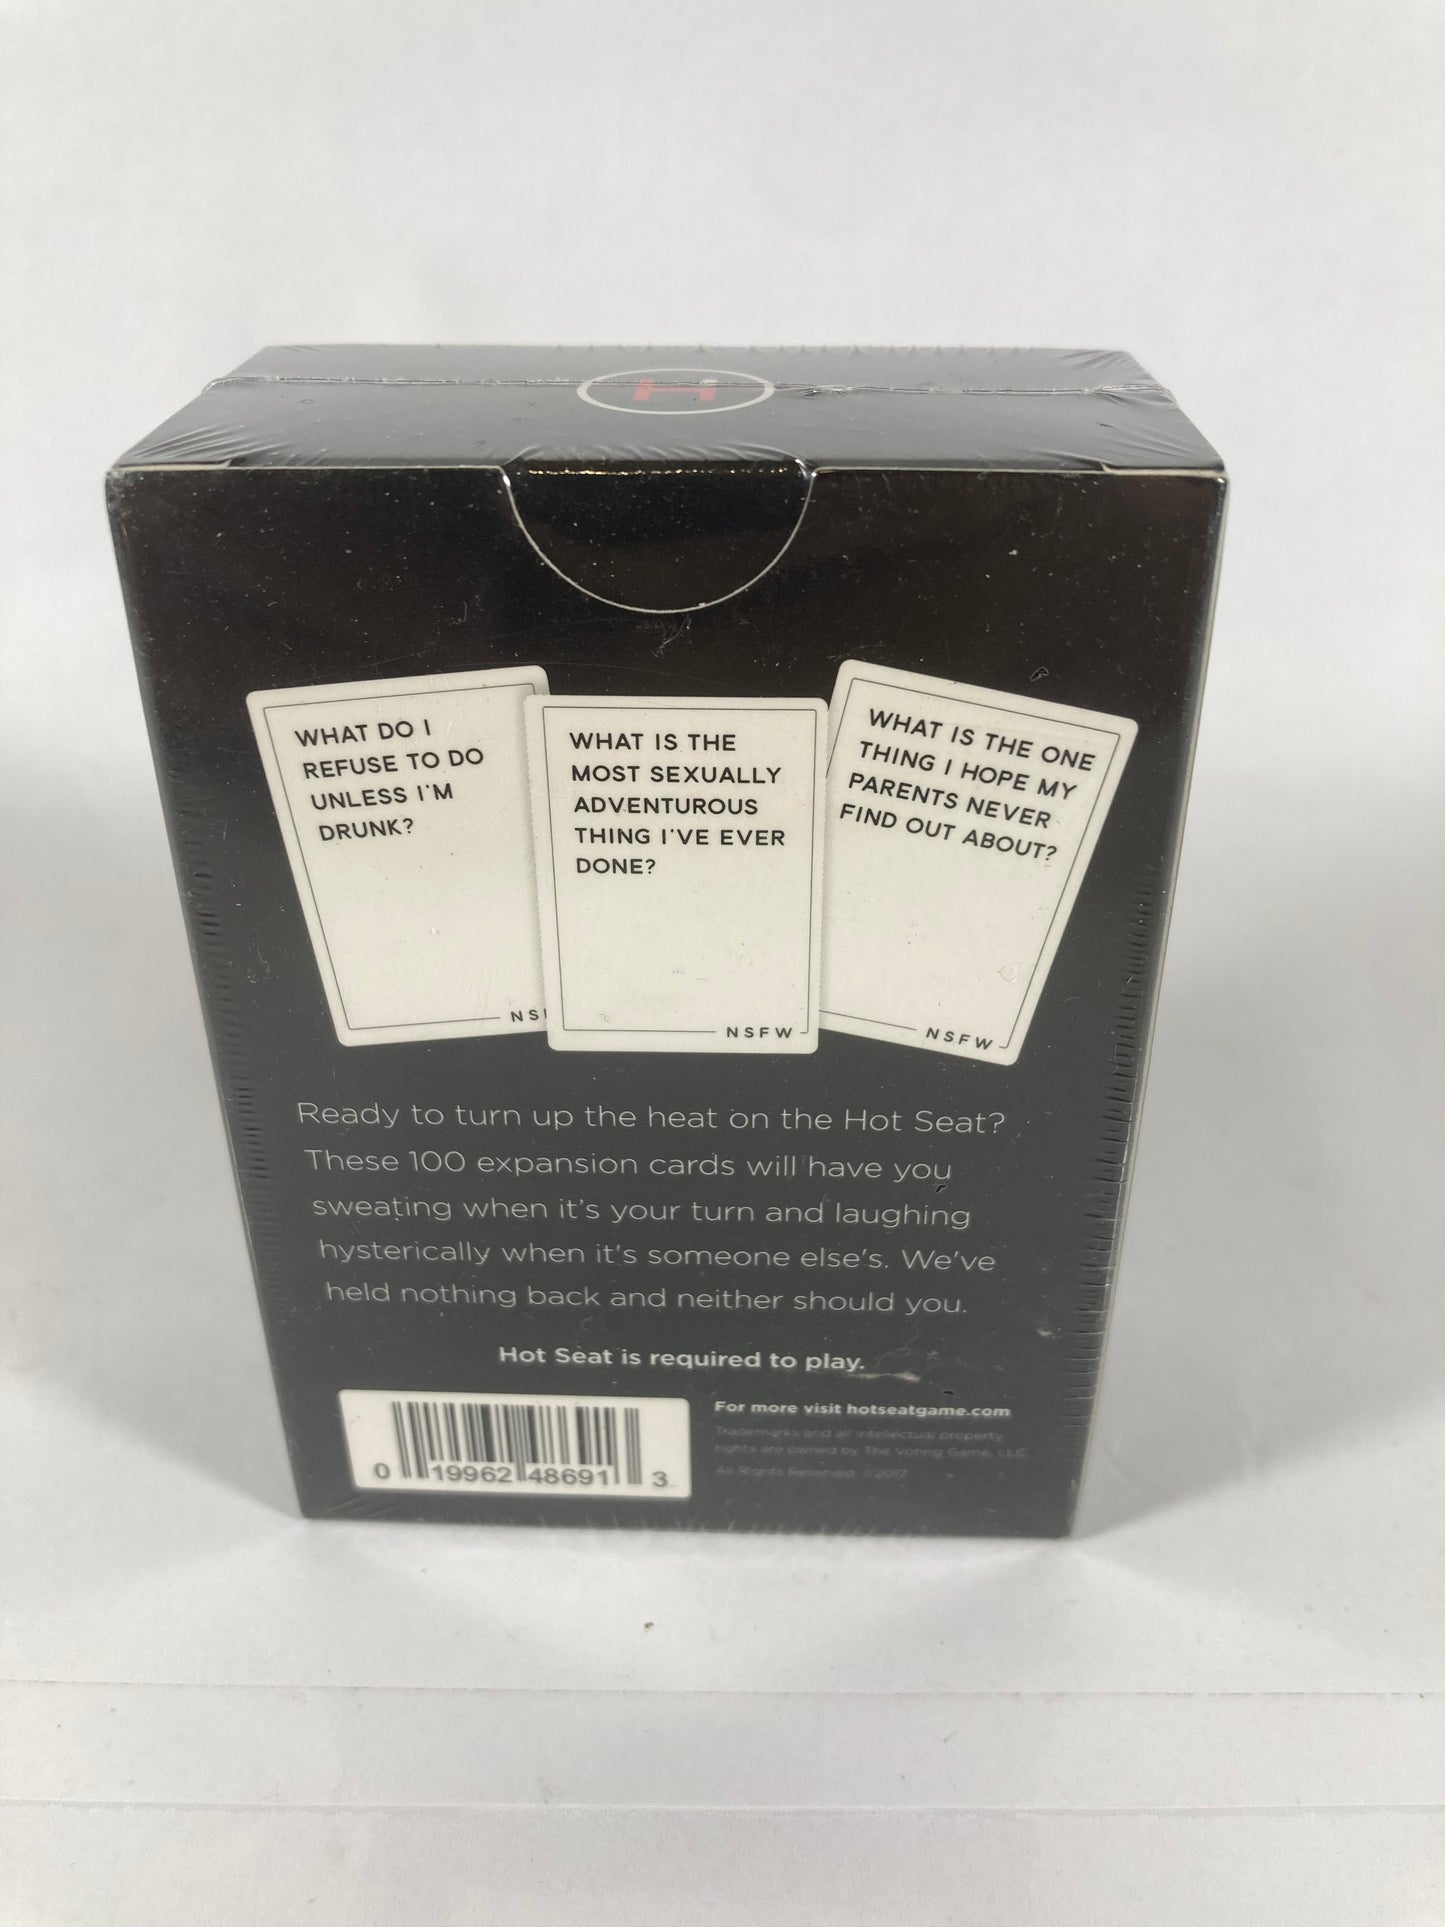 H
WHAT DO I
REFUSE TO DO
UNLESS I'M
DRUNK?
NSF
WHAT IS THE
MOST SEXUALLY
ADVENTUROUS
THING I'VE EVER
DONE?
NSFW
WHAT IS THE ONE
THING I HOPE MY
PARENTS NEVER
FIND OUT ABOUT?
NSFW
Ready to turn up the heat on the Hot Seat?
These 100 expansion cards will have you
sweating when it's your turn and laughing
hysterically when it's someone else's. We've
held nothing back and neither should you.
Hot Seat is required to play.
For more visit hotseatgame.com
Trademarks and all intellectual property
rights are owned by The Voting Game, LLC
All Rights Reserved ©2017
0 19962 48691 3